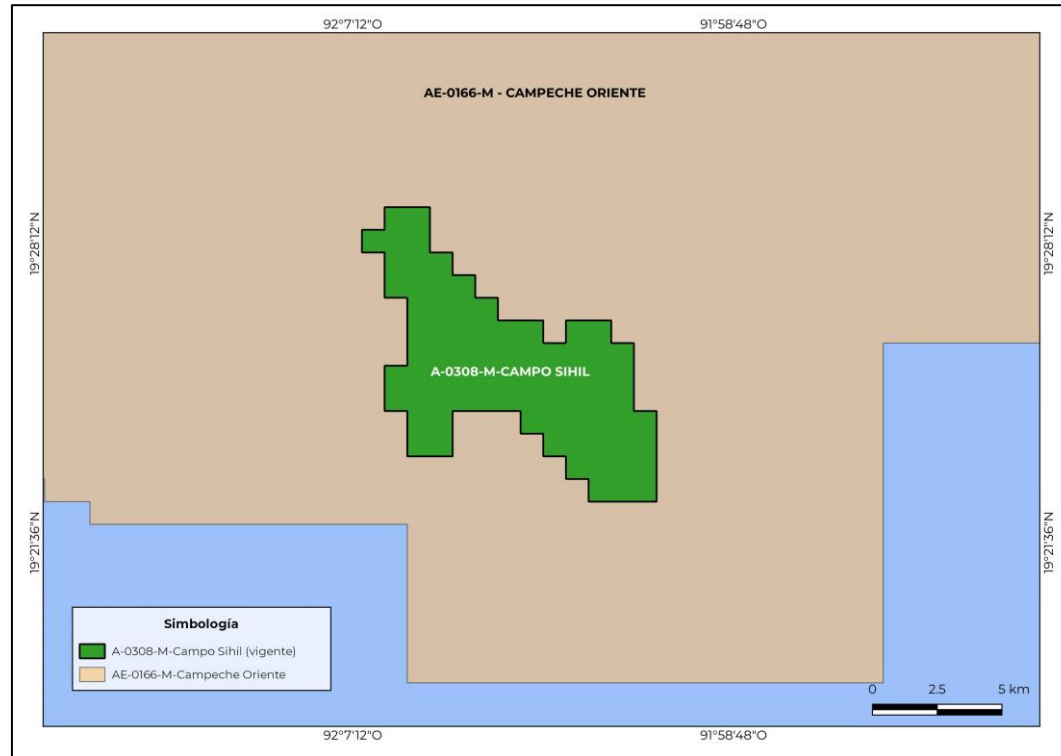 92°7'12"O
91°58'48"O
AE-0166-M - CAMPECHE ORIENTE
19°28'12"N
19°28'12"N
A-0308-M-CAMPO SIHIL
19°21'36"N
19°21'36"N
Simbología
A-0308-M-Campo Sihil (vigente)
AE-0166-M-Campeche Oriente
0 2.5 5 km
92°7'12"O
91°58'48"O